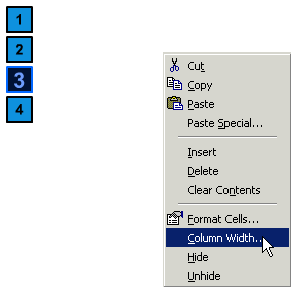 1
2
3
4
Cut
Copy
Paste
Paste Special...
Insert
Delete
Clear Contents
Format Cells...
Column Width...
Hide
Unhide